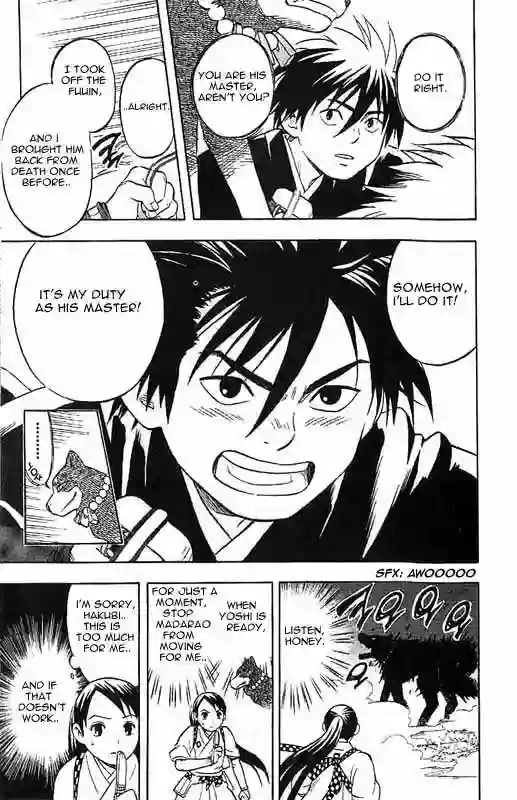 DO IT
RIGHT.
YOU ARE HIS
MASTER,
AREN'T YOU?
..ALRIGHT.
I TOOK
OFF THE
FUUIN,
AND I
BROUGHT HIM
BACK FROM
DEATH ONCE
BEFORE..
SOMEHOW,
I'LL DO IT!
IT'S MY DUTY
AS HIS MASTER!
........
SFX: AWOOOOO
LISTEN,
HONEY.
WHEN
YOSHI IS
READY,
FOR JUST
A
MOMENT,
STOP
MADARAO
FROM
MOVING
FOR ME..
I'M SORRY,
HAKUBI..
THIS IS
TOO MUCH
FOR ME..
AND IF
THAT
DOESN'T
WORK..